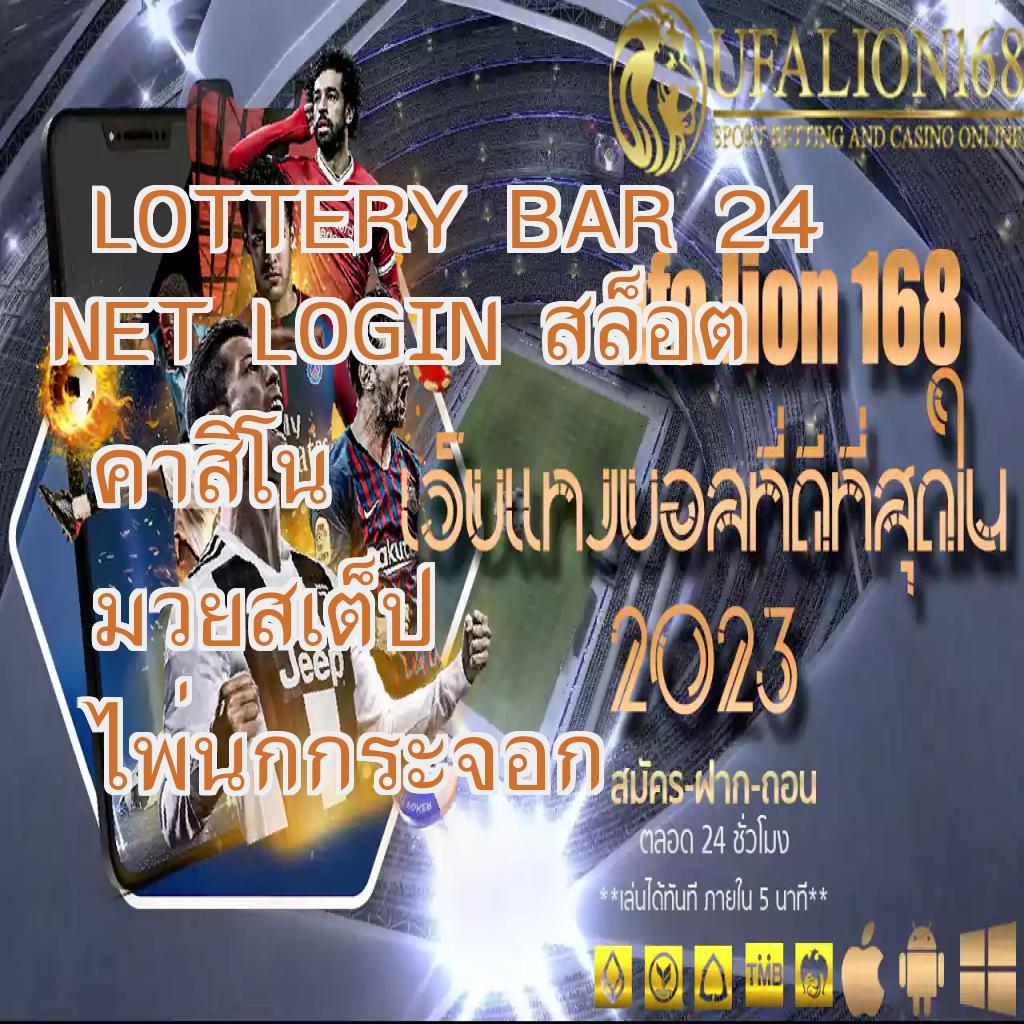 UFALION168
SPORT BETTING AND CASINO ONLINE
LOTTERY BAR 24
NET LOGIN สล็อต
คาสิโน
มวยสเต็ป
ไพ่นกกระจอก
lion 168
เว็บแทงบอลที่ดีที่สุดใน
2023
สมัคร-ฝาก-ถอน
ตลอด 24 ชั่วโมง
**เล่นได้ทันที ภายใน 5 นาที**
TMB
Jeep